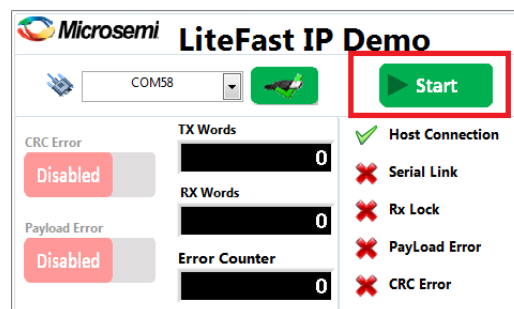 Microsemi
LiteFast IP Demo
COM58
Start
CRC Error
Disabled
Payload Error
Disabled
TX Words
0
RX Words
0
Error Counter
0
Host Connection
Serial Link
Rx Lock
PayLoad Error
CRC Error